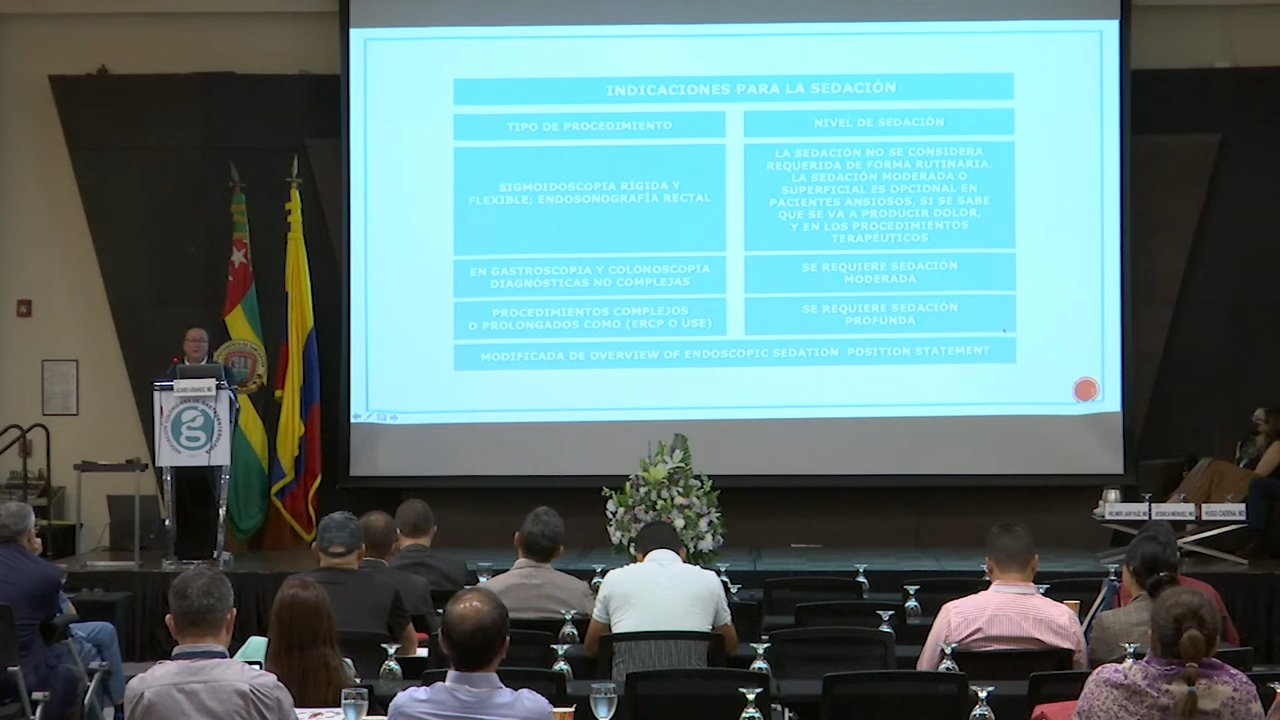 INDICACIONES PARA LA SEDACIÓN
TIPO DE PROCEDIMIENTO
NIVEL DE SEDACIÓN
SIGMOIDOSCOPIA RÍGIDA Y
FLEXIBLE; ENDOSONOGRAFÍA RECTAL
LA SEDACIÓN NO SE CONSIDERA
REQUERIDA DE FORMA RUTINARIA.
LA SEDACIÓN MODERADA O
SUPERFICIAL ES OPCIONAL EN
PACIENTES ANSIOSOS, SI SE SABE
QUE SE VA A PRODUCIR DOLOR,
Y EN LOS PROCEDIMIENTOS
TERAPÉUTICOS
EN GASTROSCOPIA Y COLONOSCOPIA
DIAGNÓSTICAS NO COMPLEJAS
SE REQUIERE SEDACIÓN
MODERADA
PROCEDIMIENTOS COMPLEJOS
O PROLONGADOS COMO (ERCP O USE)
SE REQUIERE SEDACIÓN
PROFUNDA
MODIFICADA DE OVERVIEW OF ENDOSCOPIC SEDATION POSITION STATEMENT
g
HUGO CADENA, MD